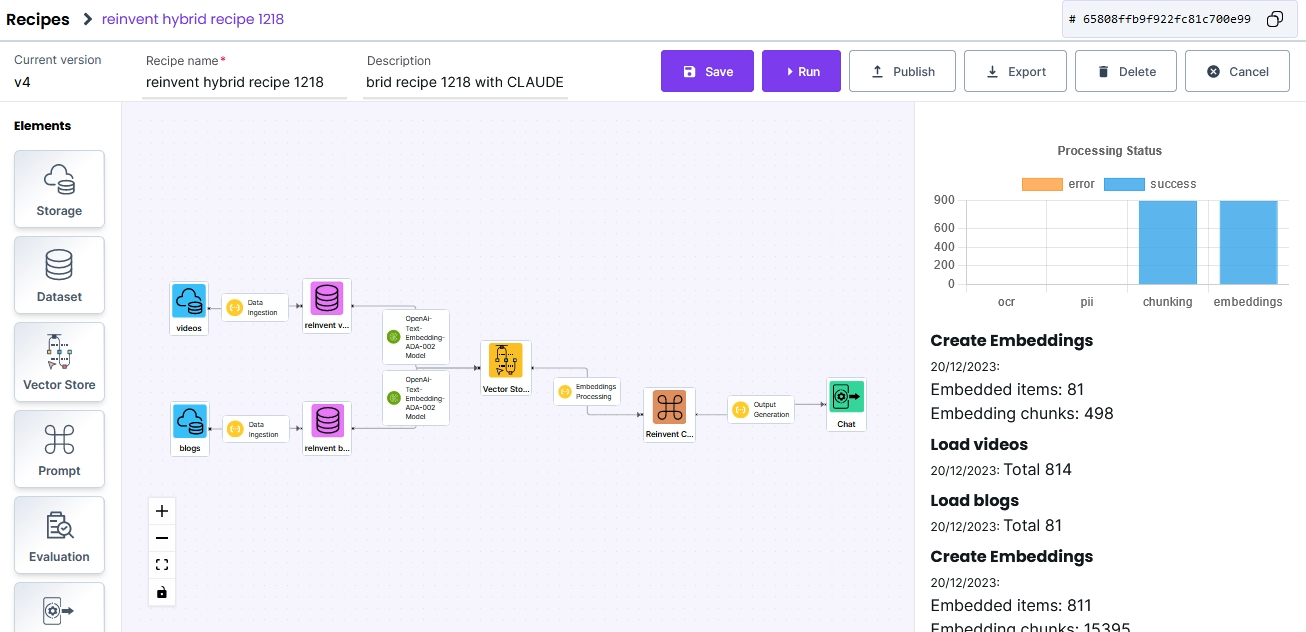 Recipes
reinvent hybrid recipe 1218
# 65808ffb9f922fc81c700e99
Current version
v4
Recipe name*
reinvent hybrid recipe 1218
Description
brid recipe 1218 with CLAUDE
Save
Run
Publish
Export
Delete
Cancel
Elements
Storage
Dataset
Vector Store
Prompt
Evaluation
videos
Data
Ingestion
reInvent v...
OpenAI-
Text-
Embedding-
ADA-002
Model
blogs
Data
Ingestion
reInvent b...
OpenAI-
Text-
Embedding-
ADA-002
Model
Vector Sto...
Embeddings
Processing
Reinvent C...
Output
Generation
Chat
Processing Status
error
success
900
600
400
200
0
ocr
pii
chunking
embeddings
Create Embeddings
20/12/2023:
Embedded items: 81
Embedding chunks: 498
Load videos
20/12/2023: Total 814
Load blogs
20/12/2023: Total 81
Create Embeddings
20/12/2023:
Embedded items: 811
Embedding chunks: 15395